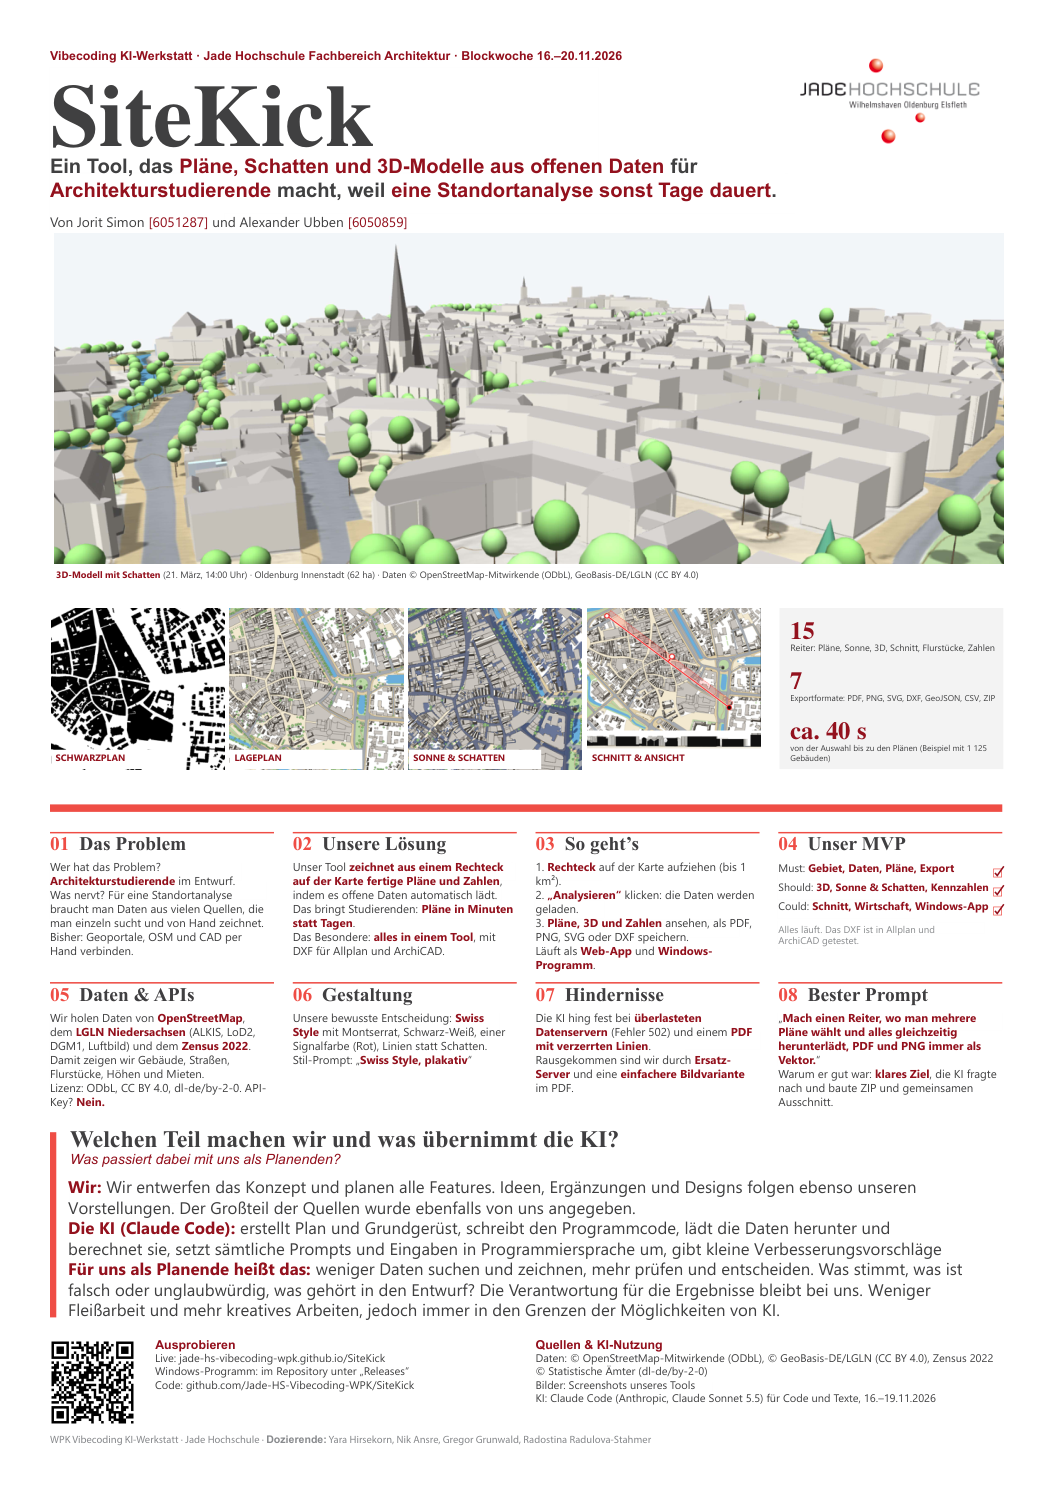 Vibecoding KI-Werkstatt · Jade Hochschule Fachbereich Architektur · Blockwoche 16.–20.11.2026
JADEHOCHSCHULE
Wilhelmshaven Oldenburg Elsfleth
SiteKick
Ein Tool, das Pläne, Schatten und 3D-Modelle aus offenen Daten für
Architekturstudierende macht, weil eine Standortanalyse sonst Tage dauert.
Von Jorit Simon [6051287] und Alexander Ubben [6050859]
3D-Modell mit Schatten (21. März, 14:00 Uhr) · Oldenburg Innenstadt (62 ha) · Daten © OpenStreetMap-Mitwirkende (ODbL), GeoBasis-DE/LGLN (CC BY 4.0)
SCHWARZPLAN
LAGEPLAN
SONNE & SCHATTEN
SCHNITT & ANSICHT
15
Reiter: Pläne, Sonne, 3D, Schnitt, Flurstücke, Zahlen
7
Exportformate: PDF, PNG, SVG, DXF, GeoJSON, CSV, ZIP
ca. 40 s
von der Auswahl bis zu den Plänen (Beispiel mit 1 125
Gebäuden)
01 Das Problem
Wer hat das Problem?
Architekturstudierende im Entwurf.
Was nervt? Für eine Standortanalyse
braucht man Daten aus vielen Quellen, die
man einzeln sucht und von Hand zeichnet.
Bisher: Geoportale, OSM und CAD per
Hand verbinden.
02 Unsere Lösung
Unser Tool zeichnet aus einem Rechteck
auf der Karte fertige Pläne und Zahlen,
indem es offene Daten automatisch lädt.
Das bringt Studierenden: Pläne in Minuten
statt Tagen.
Das Besondere: alles in einem Tool, mit
DXF für Allplan und ArchiCAD.
03 So geht's
1. Rechteck auf der Karte aufziehen (bis 1
km²).
2. „Analysieren" klicken: die Daten werden
geladen.
3. Pläne, 3D und Zahlen ansehen, als PDF,
PNG, SVG oder DXF speichern.
Läuft als Web-App und Windows-
Programm.
04 Unser MVP
Must: Gebiet, Daten, Pläne, Export
Should: 3D, Sonne & Schatten, Kennzahlen
Could: Schnitt, Wirtschaft, Windows-App
Alles läuft. Das DXF ist in Allplan und
ArchiCAD getestet.
05 Daten & APIs
Wir holen Daten von OpenStreetMap,
dem LGLN Niedersachsen (ALKIS, LoD2,
DGM1, Luftbild) und dem Zensus 2022.
Damit zeigen wir Gebäude, Straßen,
Flurstücke, Höhen und Mieten.
Lizenz: ODbL, CC BY 4.0, dl-de/by-2-0. API-
Key? Nein.
06 Gestaltung
Unsere bewusste Entscheidung: Swiss
Style mit Montserrat, Schwarz-Weiß, einer
Signalfarbe (Rot), Linien statt Schatten.
Stil-Prompt: „Swiss Style, plakativ"
07 Hindernisse
Die KI hing fest bei überlasteten
Datenservern (Fehler 502) und einem PDF
mit verzerrten Linien.
Rausgekommen sind wir durch Ersatz-
Server und eine einfachere Bildvariante
im PDF.
08 Bester Prompt
„Mach einen Reiter, wo man mehrere
Pläne wählt und alles gleichzeitig
herunterlädt, PDF und PNG immer als
Vektor."
Warum er gut war: klares Ziel, die KI fragte
nach und baute ZIP und gemeinsamen
Ausschnitt.
Welchen Teil machen wir und was übernimmt die KI?
Was passiert dabei mit uns als Planenden?
Wir: Wir entwerfen das Konzept und planen alle Features. Ideen, Ergänzungen und Designs folgen ebenso unseren
Vorstellungen. Der Großteil der Quellen wurde ebenfalls von uns angegeben.
Die KI (Claude Code): erstellt Plan und Grundgerüst, schreibt den Programmcode, lädt die Daten herunter und
berechnet sie, setzt sämtliche Prompts und Eingaben in Programmiersprache um, gibt kleine Verbesserungsvorschläge
Für uns als Planende heißt das: weniger Daten suchen und zeichnen, mehr prüfen und entscheiden. Was stimmt, was ist
falsch oder unglaubwürdig, was gehört in den Entwurf? Die Verantwortung für die Ergebnisse bleibt bei uns. Weniger
Fleißarbeit und mehr kreatives Arbeiten, jedoch immer in den Grenzen der Möglichkeiten von KI.
Ausprobieren
Live: jade-hs-vibecoding-wpk.github.io/SiteKick
Windows-Programm: im Repository unter „Releases"
Code: github.com/Jade-HS-Vibecoding-WPK/SiteKick
Quellen & KI-Nutzung
Daten: © OpenStreetMap-Mitwirkende (ODbL), © GeoBasis-DE/LGLN (CC BY 4.0), Zensus 2022
© Statistische Ämter (dl-de/by-2-0)
Bilder: Screenshots unseres Tools
KI: Claude Code (Anthropic, Claude Sonnet 5.5) für Code und Texte, 16.–19.11.2026
WPK Vibecoding KI-Werkstatt · Jade Hochschule · Dozierende: Yara Hirsekorn, Nik Ansre, Gregor Grunwald, Radostina Radulova-Stahmer